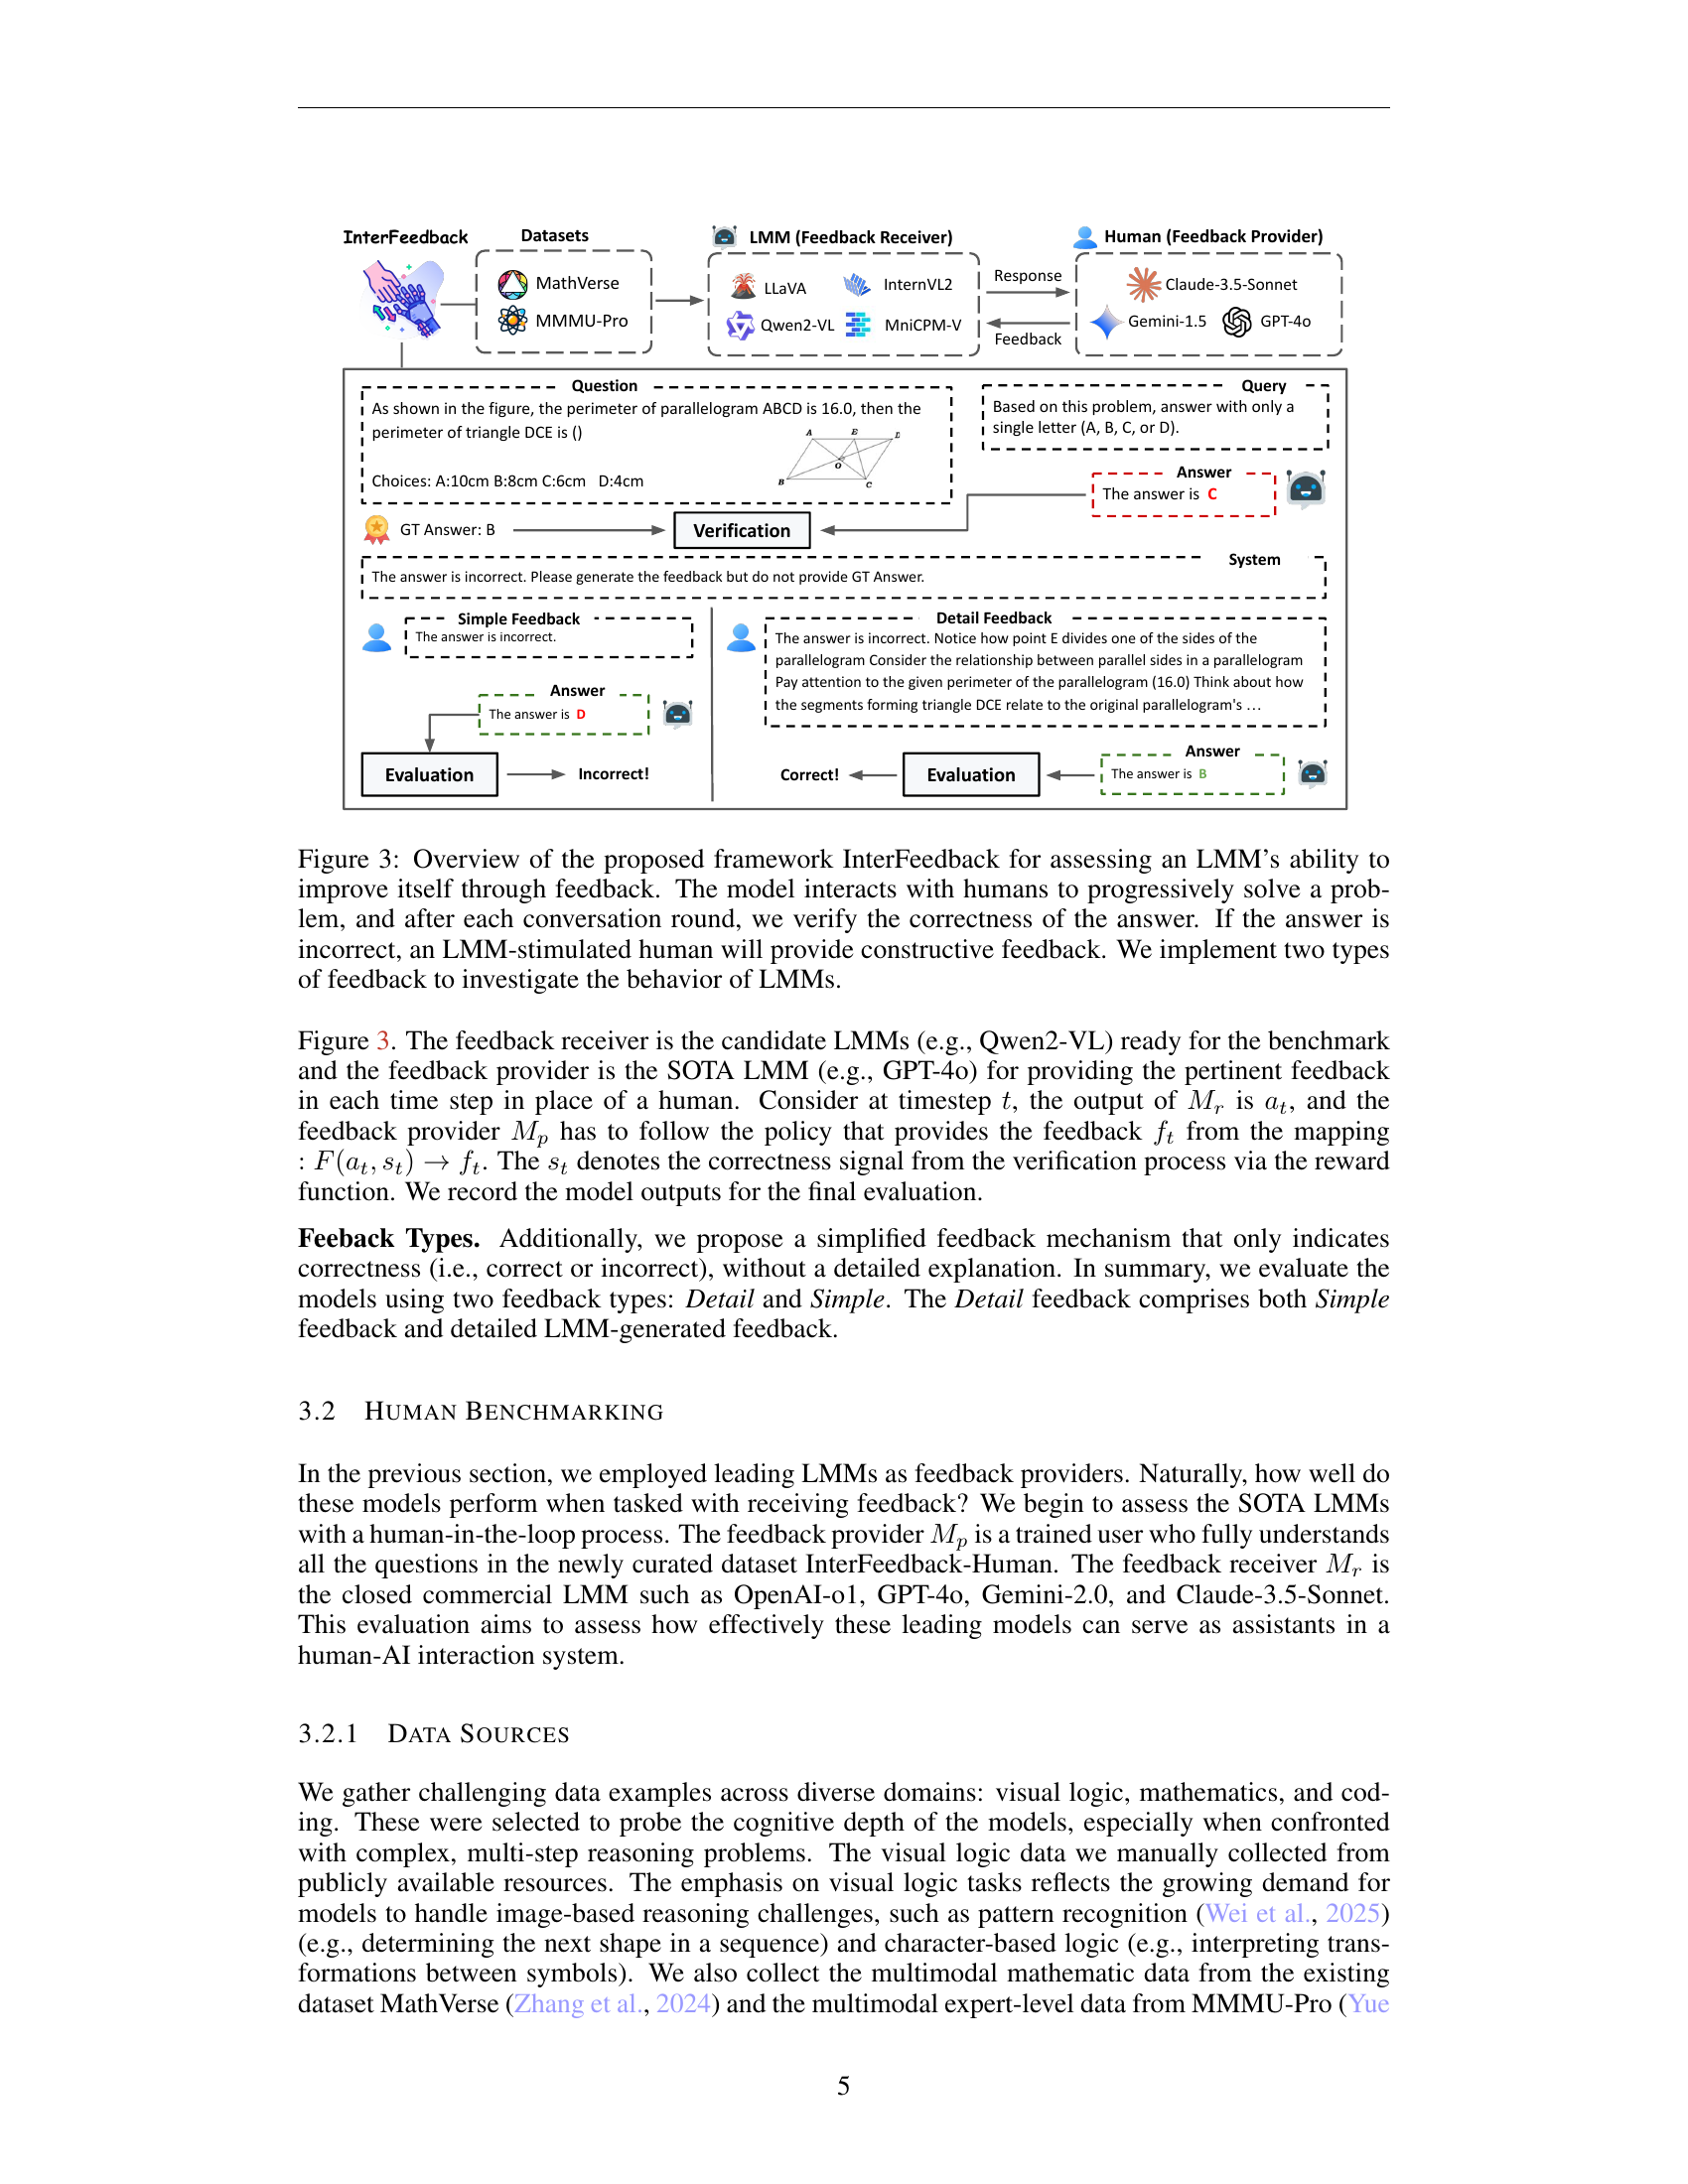 InterFeedback
Datasets
MathVerse
MMMU-Pro
LMM (Feedback Receiver)
LLaVA
InternVL2
Qwen2-VL
MniCPM-V
Response
Feedback
Human (Feedback Provider)
Claude-3.5-Sonnet
Gemini-1.5
GPT-4o
Question
As shown in the figure, the perimeter of parallelogram ABCD is 16.0, then the
perimeter of triangle DCE is ()
A E
O
B C
Choices: A:10cm B:8cm C:6cm D:4cm
Query
Based on this problem, answer with only a
single letter (A, B, C, or D).
Answer
The answer is C
GT Answer: B
Verification
System
The answer is incorrect. Please generate the feedback but do not provide GT Answer.
Simple Feedback
The answer is incorrect.
Answer
The answer is D
Evaluation
Incorrect!
Detail Feedback
The answer is incorrect. Notice how point E divides one of the sides of the
parallelogram Consider the relationship between parallel sides in a parallelogram
Pay attention to the given perimeter of the parallelogram (16.0) Think about how
the segments forming triangle DCE relate to the original parallelogram's ...
Answer
The answer is B
Evaluation
Correct!
Figure 3: Overview of the proposed framework InterFeedback for assessing an LMM's ability to
improve itself through feedback. The model interacts with humans to progressively solve a prob-
lem, and after each conversation round, we verify the correctness of the answer. If the answer is
incorrect, an LMM-stimulated human will provide constructive feedback. We implement two types
of feedback to investigate the behavior of LMMs.
Figure 3. The feedback receiver is the candidate LMMs (e.g., Qwen2-VL) ready for the benchmark
and the feedback provider is the SOTA LMM (e.g., GPT-4o) for providing the pertinent feedback
in each time step in place of a human. Consider at timestep t, the output of M_r is a_t, and the
feedback provider M_p has to follow the policy that provides the feedback f_t from the mapping
: F(a_t, s_t) → f_t. The s_t denotes the correctness signal from the verification process via the reward
function. We record the model outputs for the final evaluation.
Feeback Types. Additionally, we propose a simplified feedback mechanism that only indicates
correctness (i.e., correct or incorrect), without a detailed explanation. In summary, we evaluate the
models using two feedback types: Detail and Simple. The Detail feedback comprises both Simple
feedback and detailed LMM-generated feedback.
3.2 HUMAN BENCHMARKING
In the previous section, we employed leading LMMs as feedback providers. Naturally, how well do
these models perform when tasked with receiving feedback? We begin to assess the SOTA LMMs
with a human-in-the-loop process. The feedback provider M_p is a trained user who fully understands
all the questions in the newly curated dataset InterFeedback-Human. The feedback receiver M_r is
the closed commercial LMM such as OpenAI-o1, GPT-4o, Gemini-2.0, and Claude-3.5-Sonnet.
This evaluation aims to assess how effectively these leading models can serve as assistants in a
human-AI interaction system.
3.2.1 DATA SOURCES
We gather challenging data examples across diverse domains: visual logic, mathematics, and cod-
ing. These were selected to probe the cognitive depth of the models, especially when confronted
with complex, multi-step reasoning problems. The visual logic data we manually collected from
publicly available resources. The emphasis on visual logic tasks reflects the growing demand for
models to handle image-based reasoning challenges, such as pattern recognition (Wei et al., 2025)
(e.g., determining the next shape in a sequence) and character-based logic (e.g., interpreting trans-
formations between symbols). We also collect the multimodal mathematic data from the existing
dataset MathVerse (Zhang et al., 2024) and the multimodal expert-level data from MMMU-Pro (Yue
5